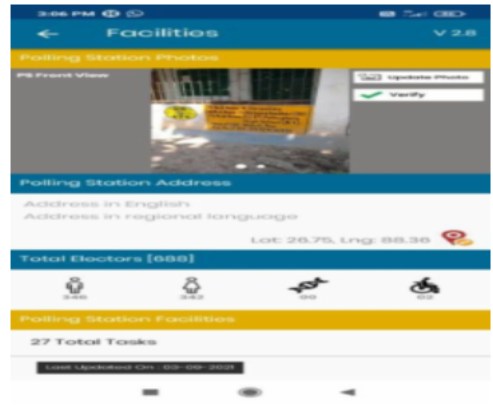 3:06 PM
Facilities
V 2.8
Polling Station Photos
PS Front View
Update Photo
Verify
Polling Station Address
Address in English
Address in regional language
Lat: 26.75, Lng: 88.36
Total Electors [688]
346
342
00
02
Polling Station Facilities
27 Total Tasks
Last Updated On : 03-09-2021